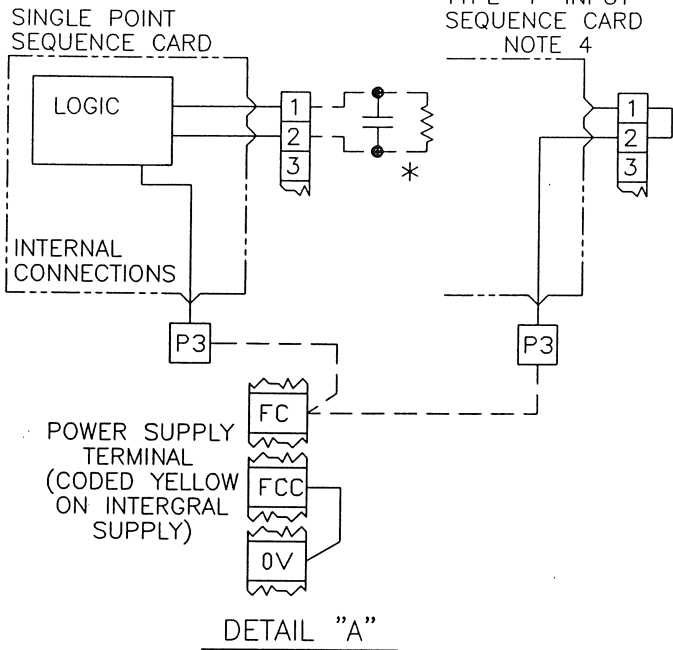 SINGLE POINT
SEQUENCE CARD
SEQUENCE CARD
NOTE 4
LOGIC
1
2
3
*
1
2
3
INTERNAL
CONNECTIONS
P3
P3
FC
POWER SUPPLY
TERMINAL
(CODED YELLOW
ON INTERGRAL
SUPPLY)
FCC
0V
DETAIL "A"